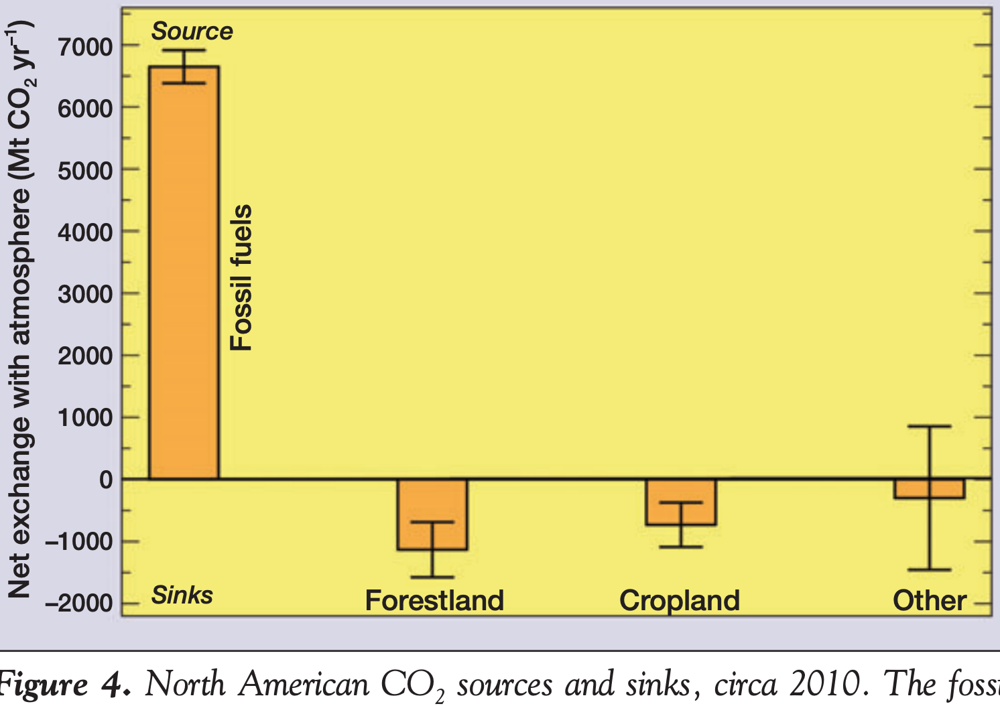 Net exchange with atmosphere (Mt CO₂ yr⁻¹)
7000
6000
5000
4000
3000
2000
1000
0
–1000
–2000
Source
Fossil fuels
Sinks
Forestland
Cropland
Other
Figure 4. North American CO₂ sources and sinks, circa 2010. The